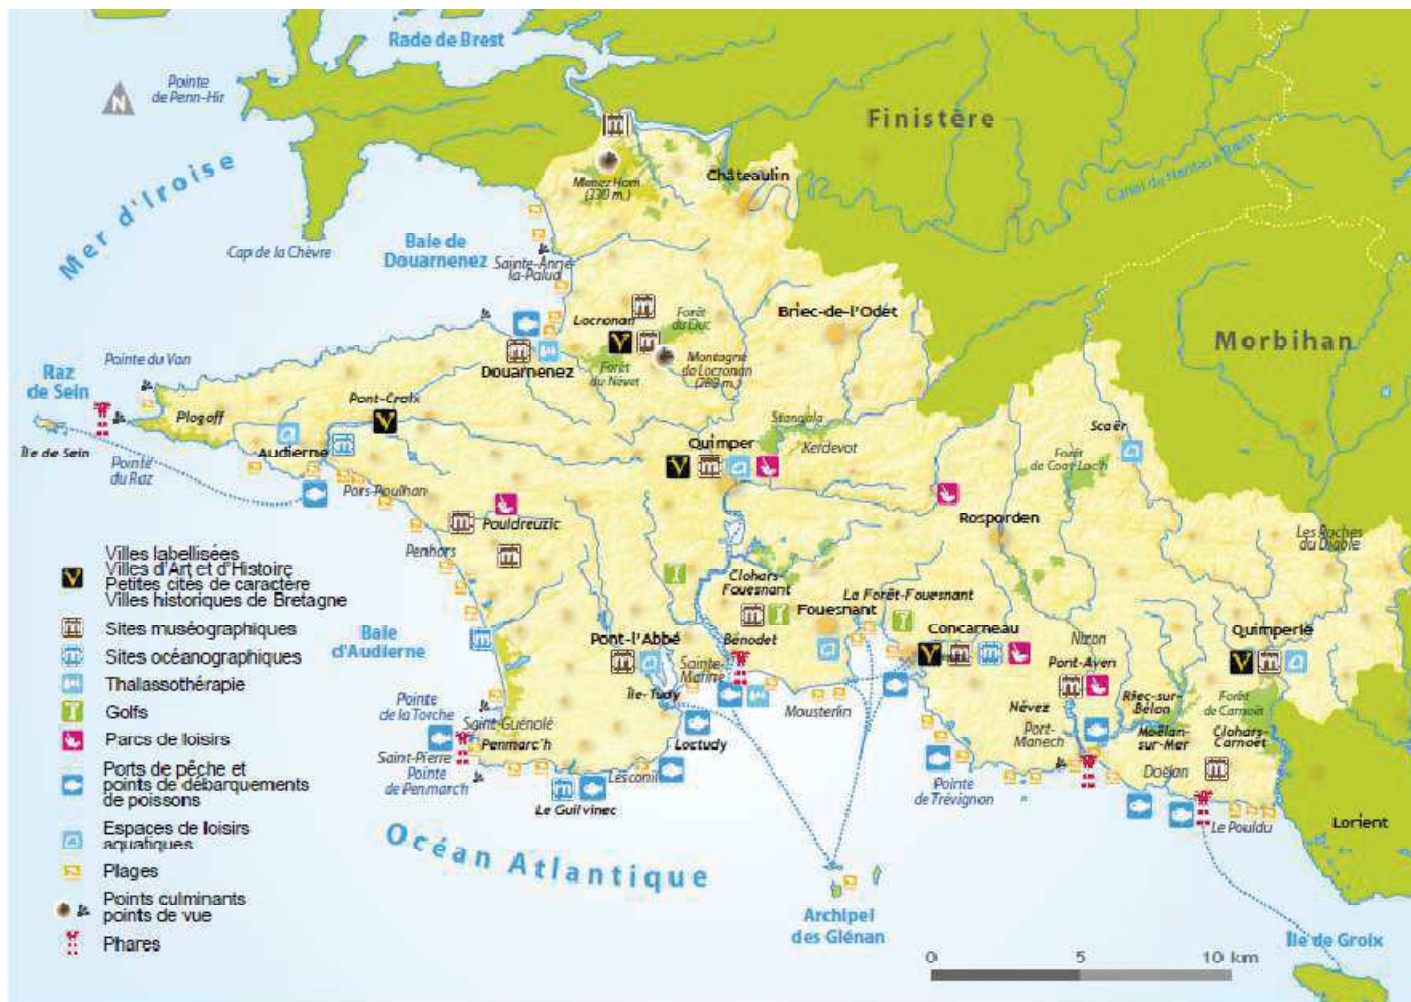 Rade de Brest
Pointe
de Penn-Hir
N
Finistère
Mer d'Iroise
Menez Hom
(330 m.)
Châteaulin
Canal de Nantes à Brest
Cap de la Chèvre
Baie de
Douarnenez
Sainte-Anne-
la-Palud
Locronan
Forêt
du Duc
Briec-de-l'Odet
Morbihan
Pointe du Van
Raz
de Sein
Douarnenez
Forêt
du Névet
Montagne
de Locronan
(289 m.)
Pont-Croix
Plogoff
Stangala
Scaër
Île de Sein
Audierne
Quimper
Kerdevot
Forêt
de Coat-Loc'h
Pointe
du Raz
Pors-Poulhan
Pouldreuzic
Rosporden
Les Roches
du Diable
Penhors
Villes labellisées
Villes d'Art et d'Histoire
Petites cités de caractère
Villes historiques de Bretagne
Sites muséographiques
Sites océanographiques
Thalassothérapie
Golfs
Parcs de loisirs
Ports de pêche et
points de débarquements
de poissons
Espaces de loisirs
aquatiques
Plages
Points culminants
points de vue
Phares
Clohars-
Fouesnant
La Forêt-Fouesnant
Fouesnant
Baie
d'Audierne
Pont-l'Abbé
Bénodet
Concarneau
Nizon
Quimperlé
Sainte-
Marine
Pont-Aven
Île-Tudy
Mousterlin
Névez
Riec-sur-
Bélon
Forêt
de Carnoët
Pointe
de la Torche
Saint-Guénolé
Port-
Manech
Moëlan-
sur-Mer
Clohars-
Carnoët
Saint-Pierre
Penmarc'h
Loctudy
Pointe
de Penmarc'h
Lesconil
Pointe
de Trévignon
Doëlan
Le Guilvinec
Le Pouldu
Lorient
Océan Atlantique
Archipel
des Glénan
Île de Groix
0 5 10 km